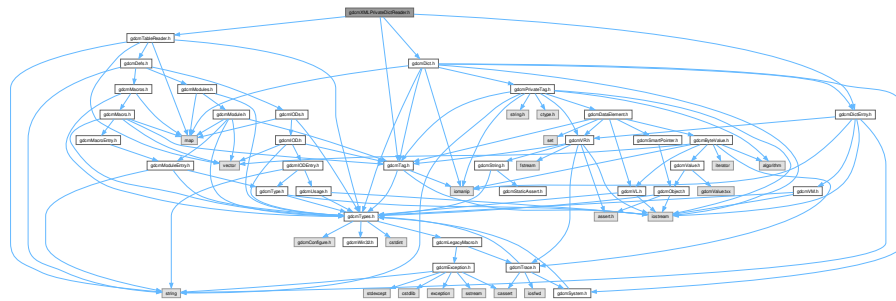 gdcmXMLPrivateDictReader.h
gdcmTableReader.h
gdcmDefs.h
gdcmDict.h
gdcmMacros.h
gdcmModules.h
gdcmPrivateTag.h
gdcmMacro.h
gdcmModule.h
gdcmIODs.h
string.h
ctype.h
gdcmDataElement.h
gdcmDictEntry.h
gdcmMacroEntry.h
map
gdcmIOD.h
set
gdcmVR.h
gdcmSmartPointer.h
gdcmByteValue.h
gdcmModuleEntry.h
vector
gdcmIODEntry.h
gdcmTag.h
gdcmString.h
fstream
gdcmValue.h
iterator
algorithm
gdcmType.h
gdcmUsage.h
iomanip
gdcmStaticAssert.h
gdcmVL.h
gdcmObject.h
gdcmValue.txx
gdcmVM.h
gdcmTypes.h
assert.h
iostream
gdcmConfigure.h
gdcmWin32.h
cstdint
gdcmLegacyMacro.h
gdcmException.h
gdcmTrace.h
string
stdexcept
cstdlib
exception
sstream
cassert
iosfwd
gdcmSystem.h